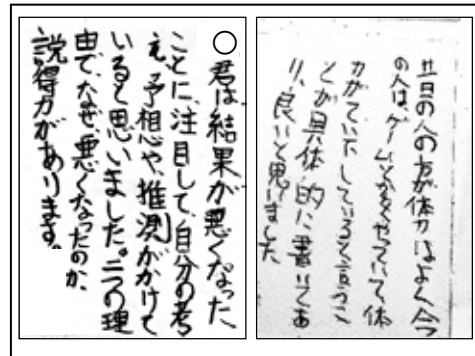 ○君は結果が悪くなった
ことに、注目して、自分の考
え、予想や、推測がかけて
いると思いました。二つの理
由で、なぜ、悪くなったのか、
説得力があります。
昔の人の方が体力はよく、今
の人は、ゲームとかをやっていて体
力がていかしていると言うこ
とが具体的に書いてあ
り、良いと思いました